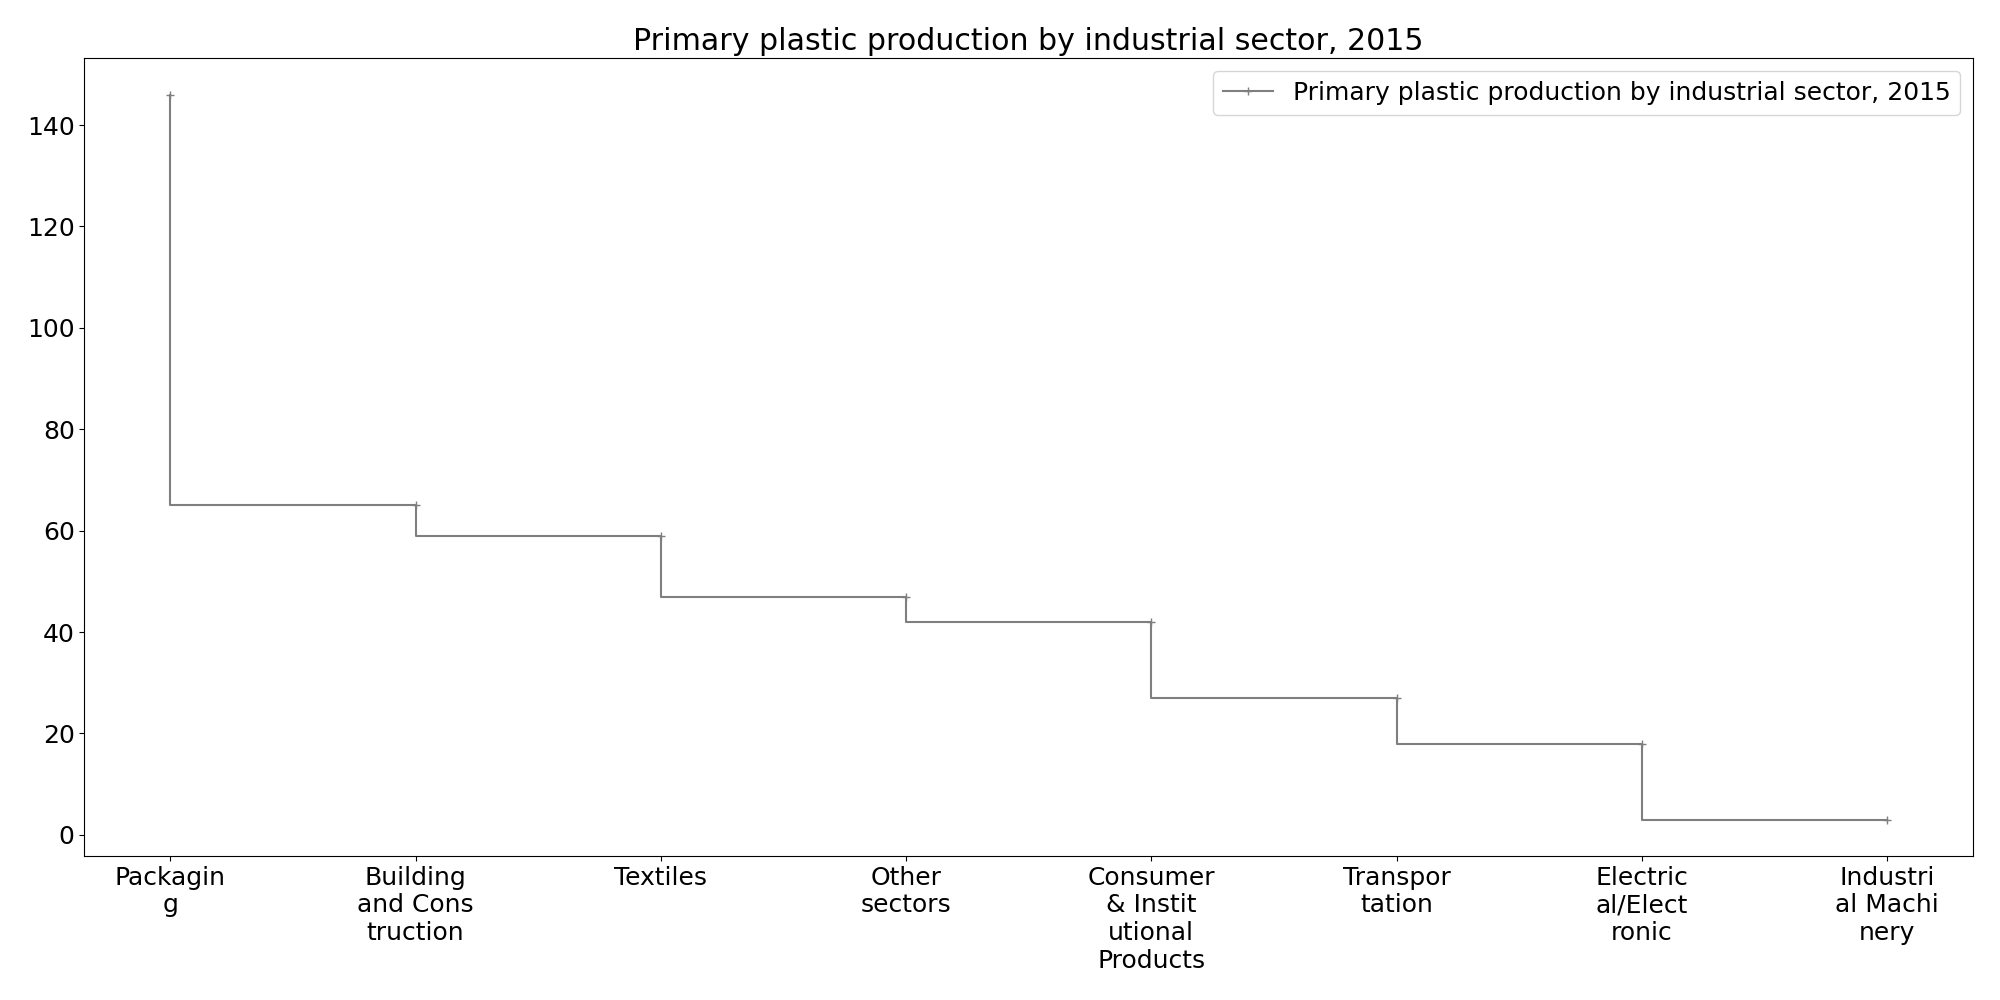 Primary plastic production by industrial sector, 2015
Primary plastic production by industrial sector, 2015
140
120
100
80
60
40
20
0
Packagin
g
Building
and Cons
truction
Textiles
Other
sectors
Consumer
& Instit
utional
Products
Transpor
tation
Electric
al/Elect
ronic
Industri
al Machi
nery